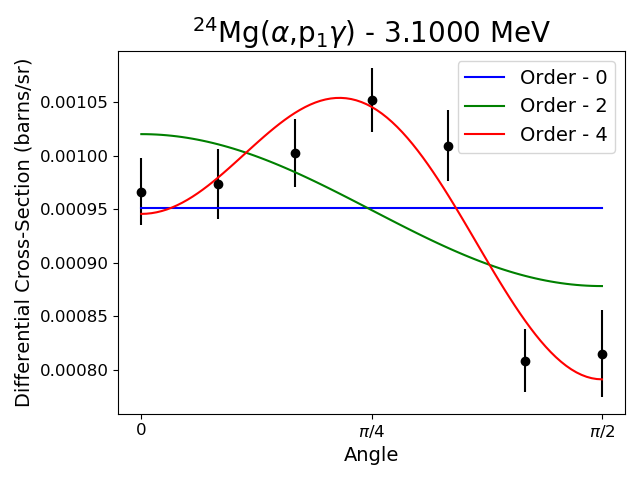 ²⁴Mg(α,p₁γ) - 3.1000 MeV
Order - 0
Order - 2
Order - 4
Differential Cross-Section (barns/sr)
0.00105
0.00100
0.00095
0.00090
0.00085
0.00080
0 π/4 π/2
Angle